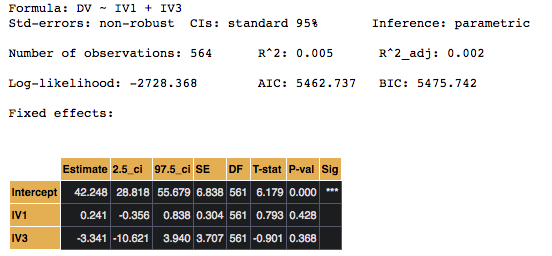 Formula: DV ~ IV1 + IV3
Std-errors: non-robust CIs: standard 95% Inference: parametric
Number of observations: 564 R^2: 0.005 R^2_adj: 0.002
Log-likelihood: -2728.368 AIC: 5462.737 BIC: 5475.742
Fixed effects:
Estimate 2.5_ci 97.5_ci SE DF T-stat P-val Sig
Intercept 42.248 28.818 55.679 6.838 561 6.179 0.000 ***
IV1 0.241 -0.356 0.838 0.304 561 0.793 0.428
IV3 -3.341 -10.621 3.940 3.707 561 -0.901 0.368